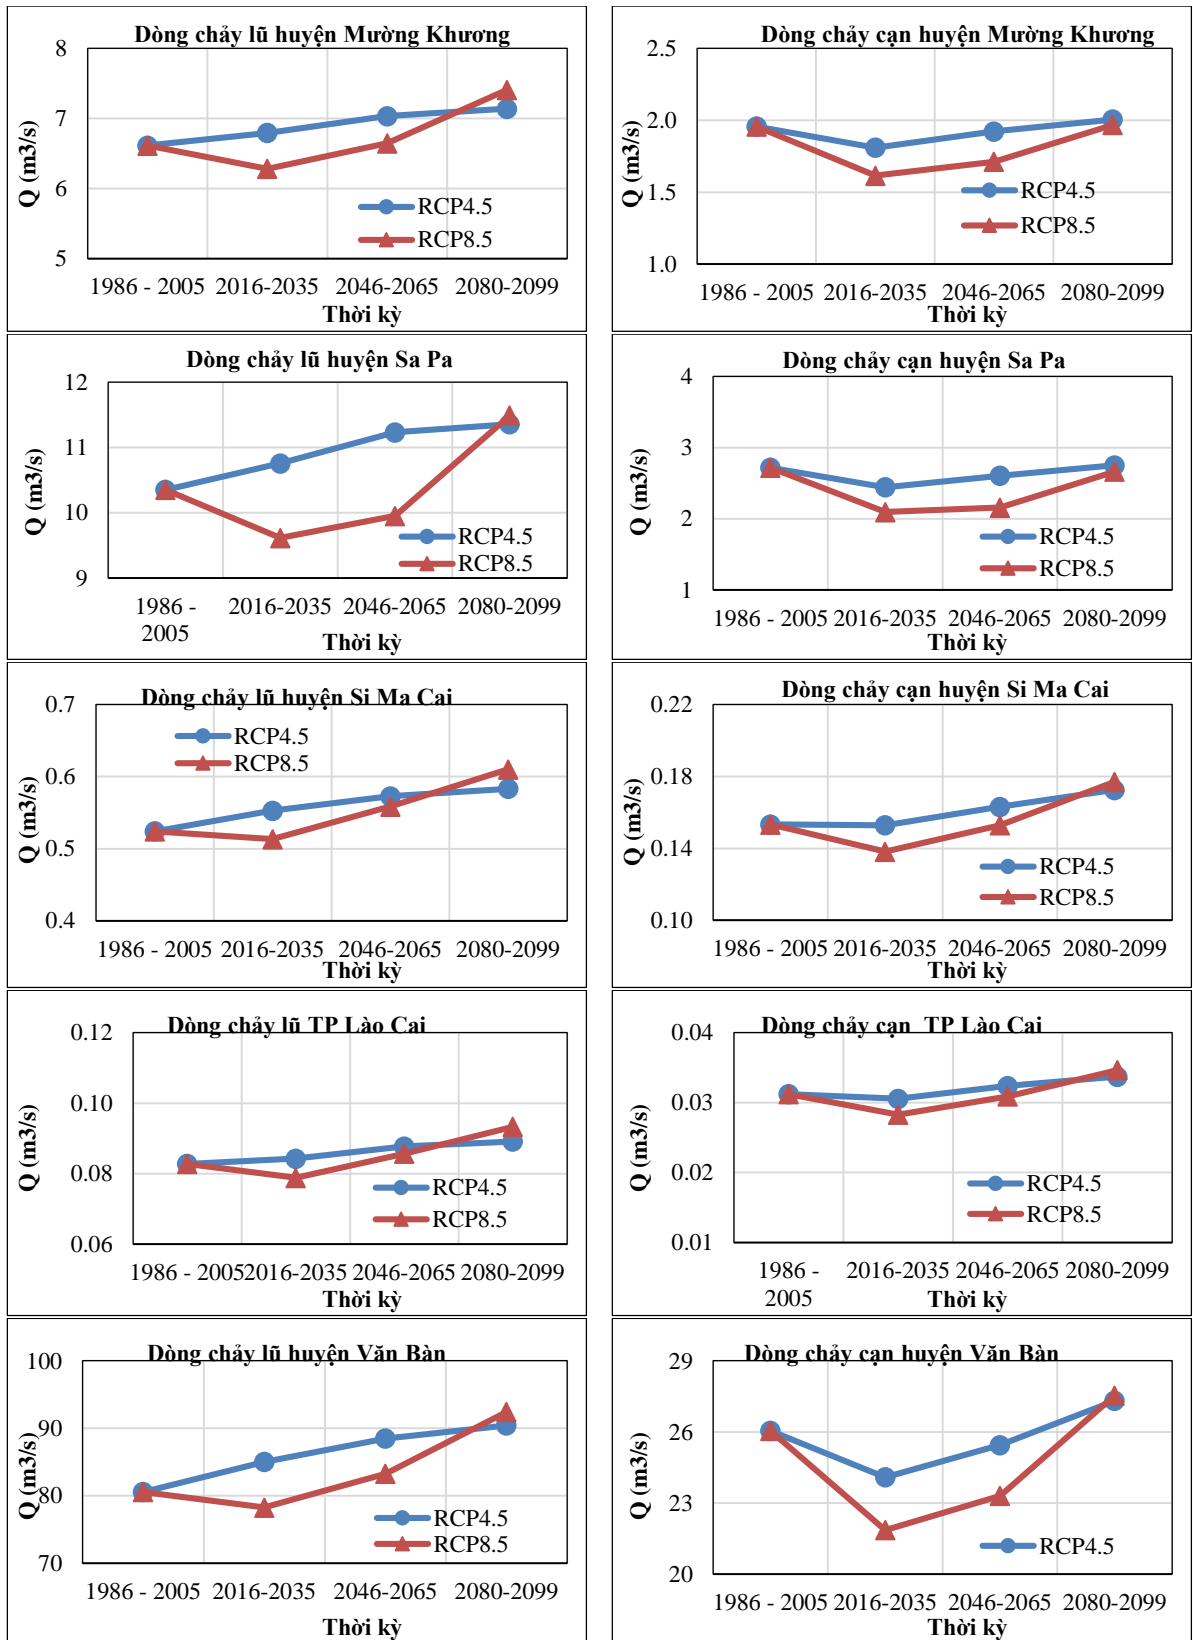 Dòng chảy lũ huyện Mường Khương
8
7
6
5
Q (m3/s)
RCP4.5
RCP8.5
1986 - 2005 2016-2035 2046-2065 2080-2099
Thời kỳ
Dòng chảy cạn huyện Mường Khương
2.5
2.0
1.5
1.0
Q (m3/s)
RCP4.5
RCP8.5
1986 - 2005 2016-2035 2046-2065 2080-2099
Thời kỳ
Dòng chảy lũ huyện Sa Pa
12
11
10
9
Q (m3/s)
RCP4.5
RCP8.5
1986 - 2016-2035 2046-2065 2080-2099
2005
Thời kỳ
Dòng chảy cạn huyện Sa Pa
4
3
2
1
Q (m3/s)
RCP4.5
RCP8.5
1986 - 2005 2016-2035 2046-2065 2080-2099
Thời kỳ
Dòng chảy lũ huyện Si Ma Cai
0.7
0.6
0.5
0.4
Q (m3/s)
RCP4.5
RCP8.5
1986 - 2005 2016-2035 2046-2065 2080-2099
Thời kỳ
Dòng chảy cạn huyện Si Ma Cai
0.22
0.18
0.14
0.10
Q (m3/s)
RCP4.5
RCP8.5
1986 - 2005 2016-2035 2046-2065 2080-2099
Thời kỳ
Dòng chảy lũ TP Lào Cai
0.12
0.10
0.08
0.06
Q (m3/s)
RCP4.5
RCP8.5
1986 - 2005 2016-2035 2046-2065 2080-2099
Thời kỳ
Dòng chảy cạn TP Lào Cai
0.04
0.03
0.02
0.01
Q (m3/s)
RCP4.5
RCP8.5
1986 - 2016-2035 2046-2065 2080-2099
2005
Thời kỳ
Dòng chảy lũ huyện Văn Bàn
100
90
80
70
Q (m3/s)
RCP4.5
RCP8.5
1986 - 2005 2016-2035 2046-2065 2080-2099
Thời kỳ
Dòng chảy cạn huyện Văn Bàn
29
26
23
20
Q (m3/s)
RCP4.5
1986 - 2005 2016-2035 2046-2065 2080-2099
Thời kỳ